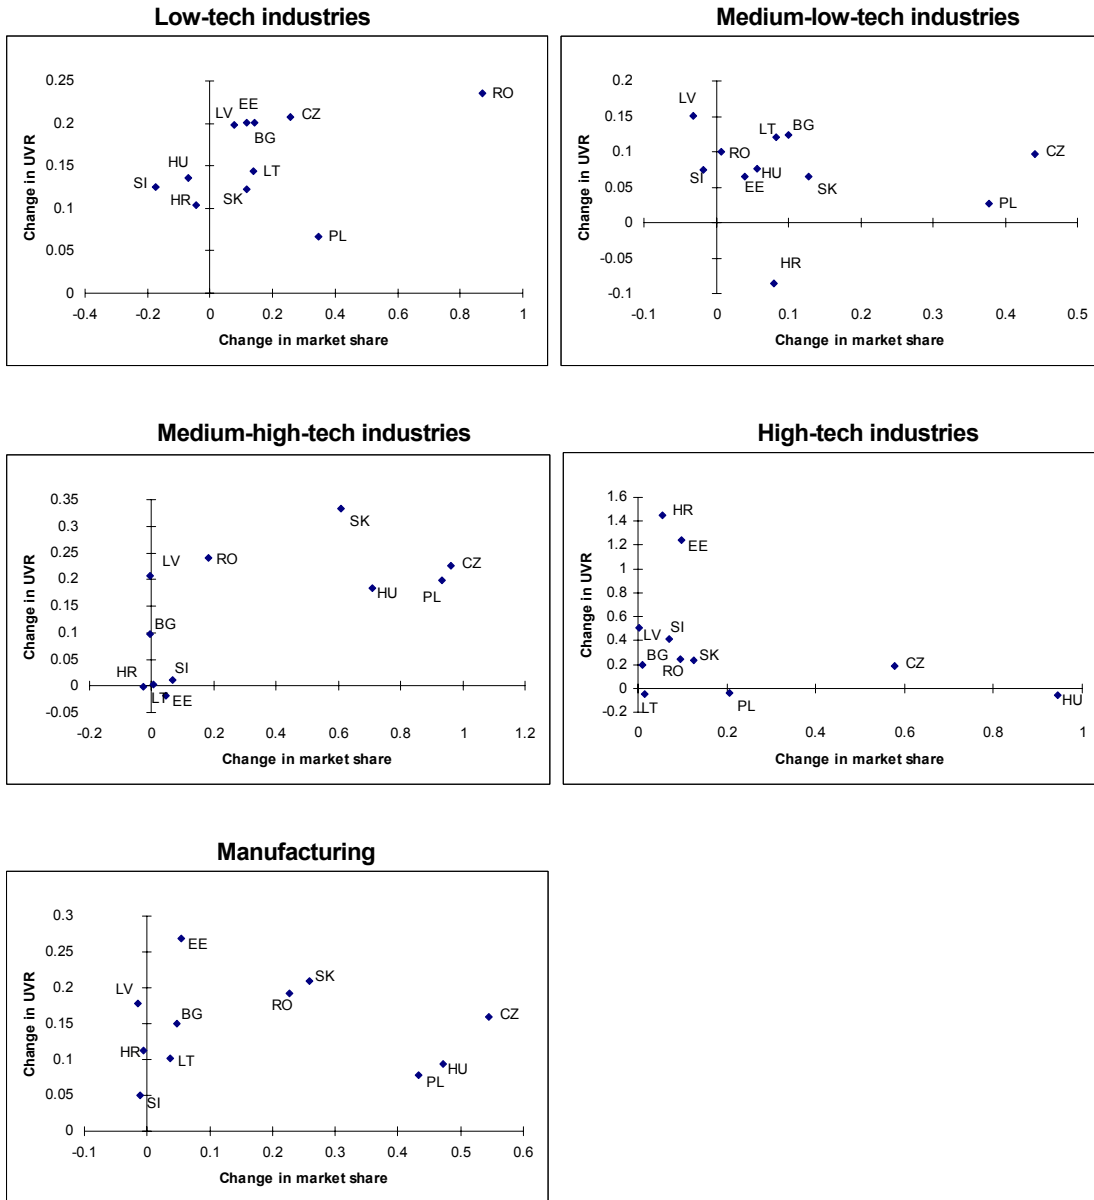 Low-tech industries
Change in UVR
0.25
0.2
0.15
0.1
0.05
0
-0.4
-0.2
0
0.2
0.4
0.6
0.8
1
Change in market share
RO
CZ
EE
LV
BG
LT
HU
SI
HR
SK
PL
Medium-low-tech industries
Change in UVR
0.2
0.15
0.1
0.05
0
-0.05
-0.1
-0.1
0
0.1
0.2
0.3
0.4
0.5
Change in market share
LV
LT
BG
RO
CZ
SI
EE
HU
SK
PL
HR
Medium-high-tech industries
Change in UVR
0.35
0.3
0.25
0.2
0.15
0.1
0.05
0
-0.05
-0.2
0
0.2
0.4
0.6
0.8
1
1.2
Change in market share
SK
LV
RO
CZ
HU
PL
BG
HR
SI
LT
EE
High-tech industries
Change in UVR
1.6
1.4
1.2
1
0.8
0.6
0.4
0.2
0
-0.2
0
0.2
0.4
0.6
0.8
1
Change in market share
HR
EE
LV
SI
BG
RO
SK
CZ
LT
PL
HU
Manufacturing
Change in UVR
0.3
0.25
0.2
0.15
0.1
0.05
0
-0.1
0
0.1
0.2
0.3
0.4
0.5
0.6
Change in market share
EE
SK
LV
RO
BG
CZ
HR
LT
HU
PL
SI